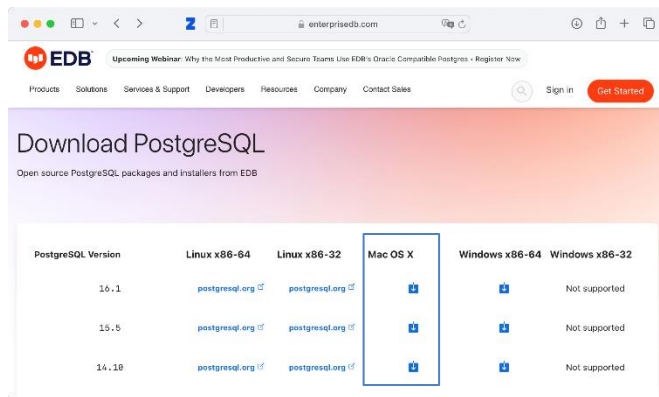 enterprisedb.com
EDB
Upcoming Webinar: Why the Most Productive and Secure Teams Use EDB's Oracle Compatible Postgres • Register Now
Products Solutions Services & Support Developers Resources Company Contact Sales Sign in Get Started
Download PostgreSQL
Open source PostgreSQL packages and installers from EDB
PostgreSQL Version Linux x86-64 Linux x86-32 Mac OS X Windows x86-64 Windows x86-32
16.1 postgresql.org postgresql.org Not supported
15.5 postgresql.org postgresql.org Not supported
14.10 postgresql.org postgresql.org Not supported